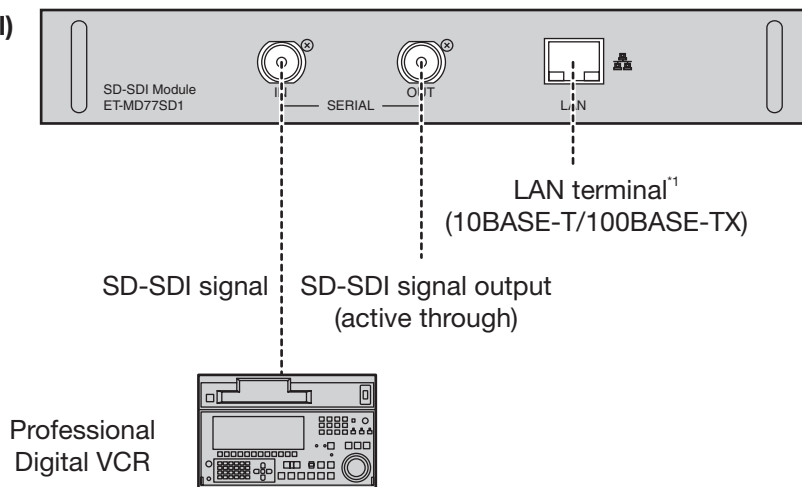 l)
SD-SDI Module
ET-MD77SD1
IN
SERIAL
OUT
LAN
LAN terminal*1
(10BASE-T/100BASE-TX)
SD-SDI signal
SD-SDI signal output
(active through)
Professional
Digital VCR